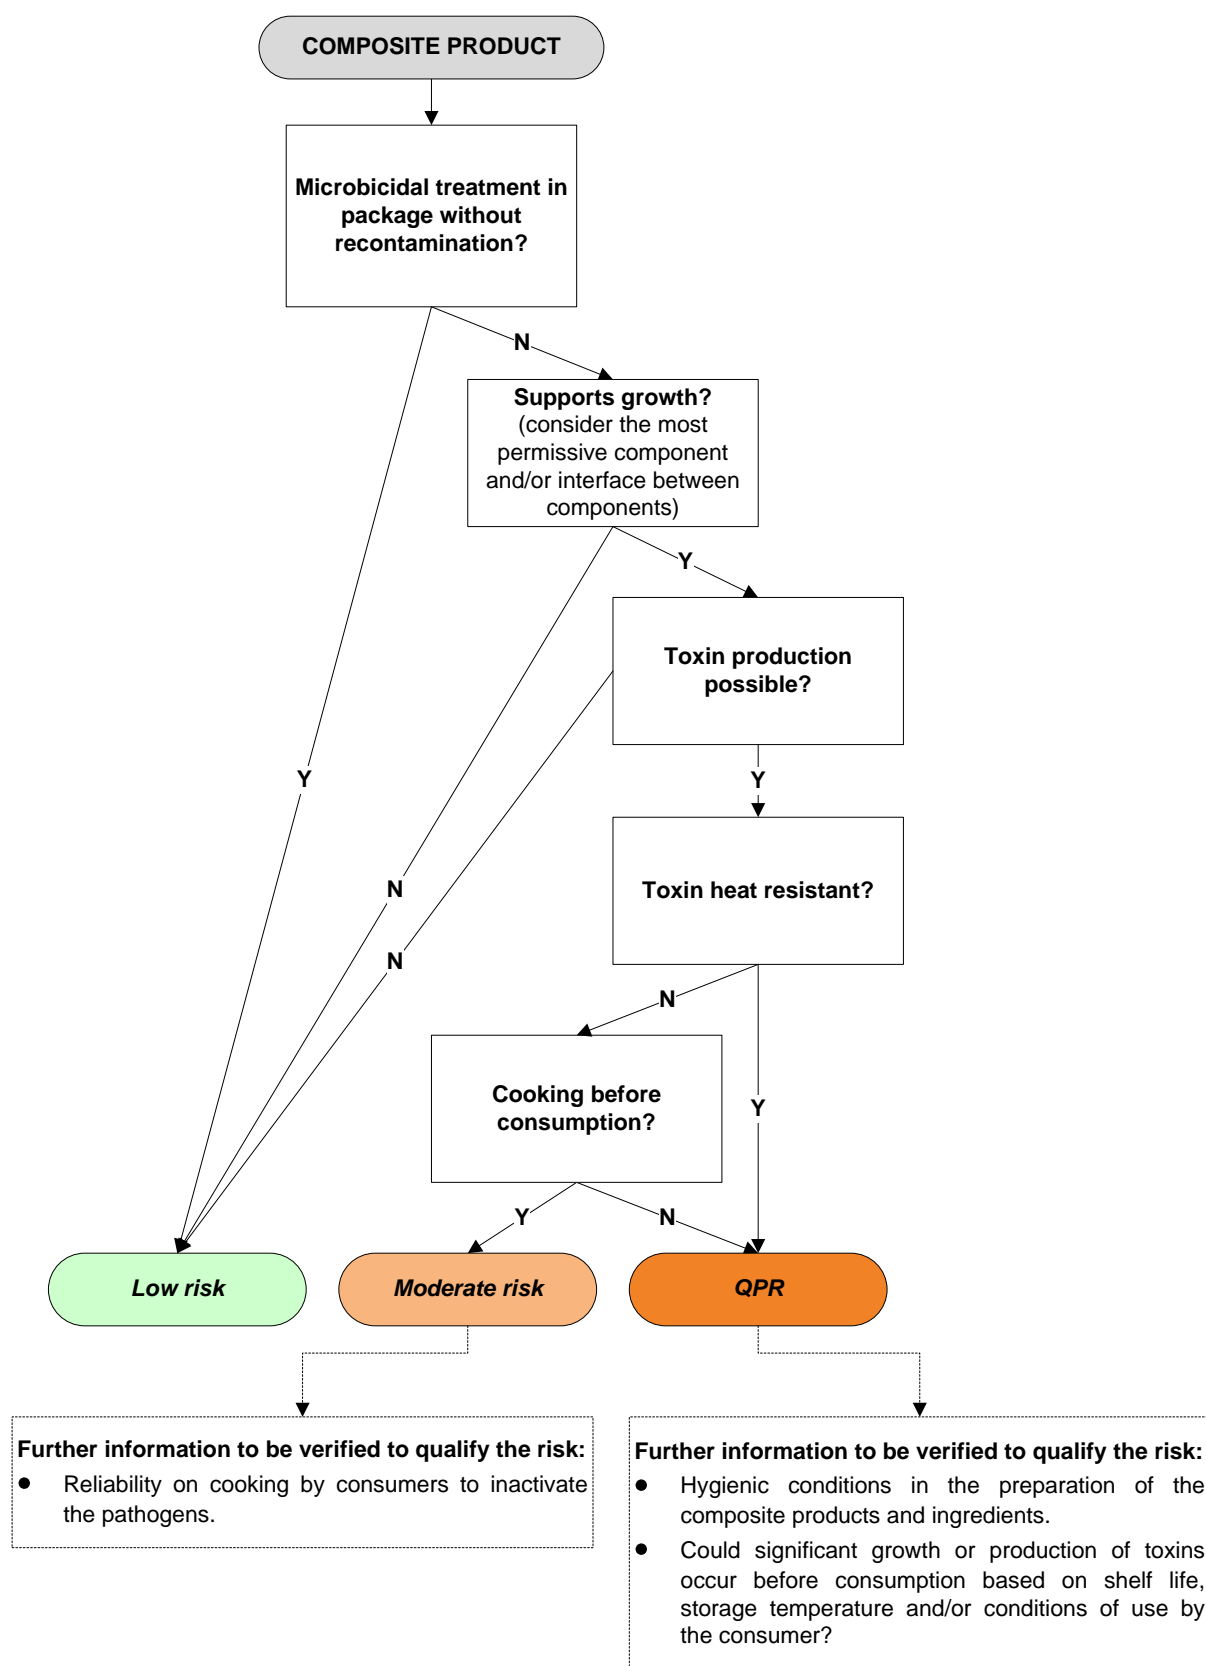 COMPOSITE PRODUCT
Microbicidal treatment in
package without
recontamination?
N
Supports growth?
(consider the most
permissive component
and/or interface between
components)
Y
Toxin production
possible?
Y
Y
Toxin heat resistant?
N
N
N
Cooking before
consumption?
Y
Y
N
Low risk
Moderate risk
QPR
Further information to be verified to qualify the risk:
● Reliability on cooking by consumers to inactivate
the pathogens.
Further information to be verified to qualify the risk:
● Hygienic conditions in the preparation of the
composite products and ingredients.
● Could significant growth or production of toxins
occur before consumption based on shelf life,
storage temperature and/or conditions of use by
the consumer?